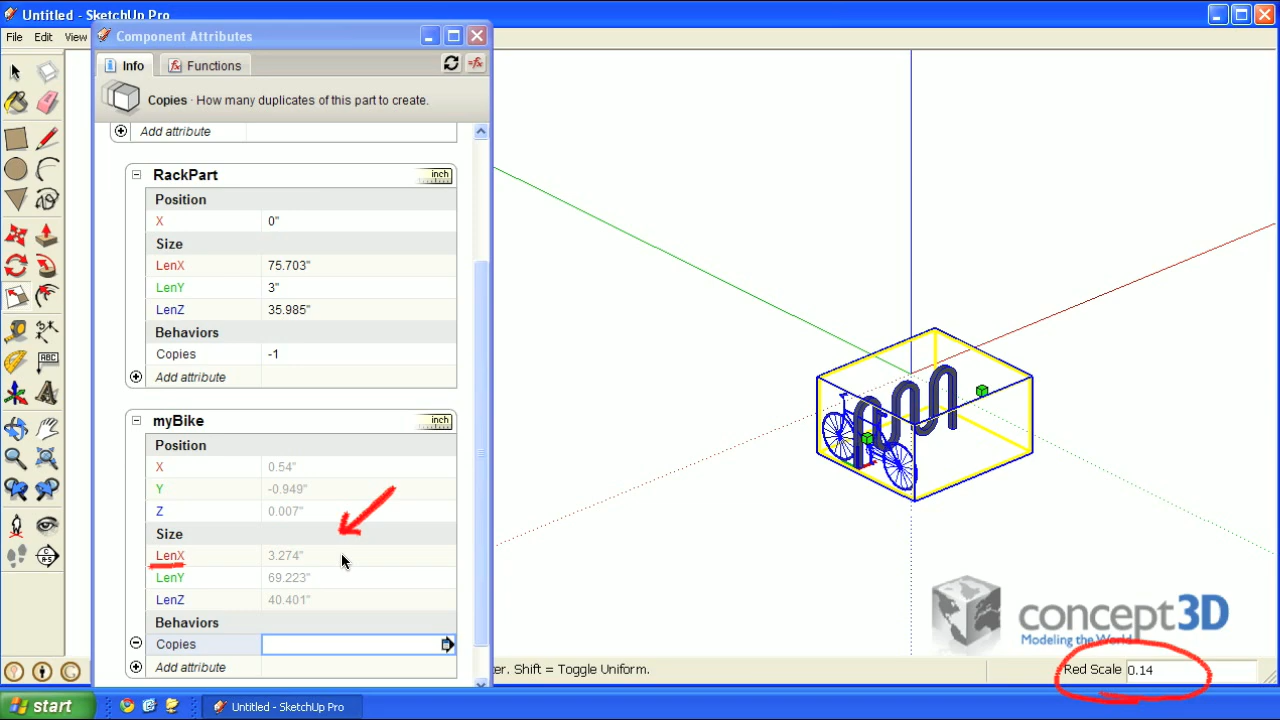 Untitled - SketchUp Pro
File Edit View
Component Attributes
Info Functions
Copies · How many duplicates of this part to create.
Add attribute
RackPart inch
Position
X 0"
Size
LenX 75.703"
LenY 3"
LenZ 35.985"
Behaviors
Copies -1
Add attribute
myBike inch
Position
X 0.54"
Y -0.949"
Z 0.007"
Size
LenX 3.274"
LenY 69.223"
LenZ 40.401"
Behaviors
Copies
Add attribute
concept3D
Modeling the World
er. Shift = Toggle Uniform. Red Scale 0.14
start Untitled - SketchUp Pro